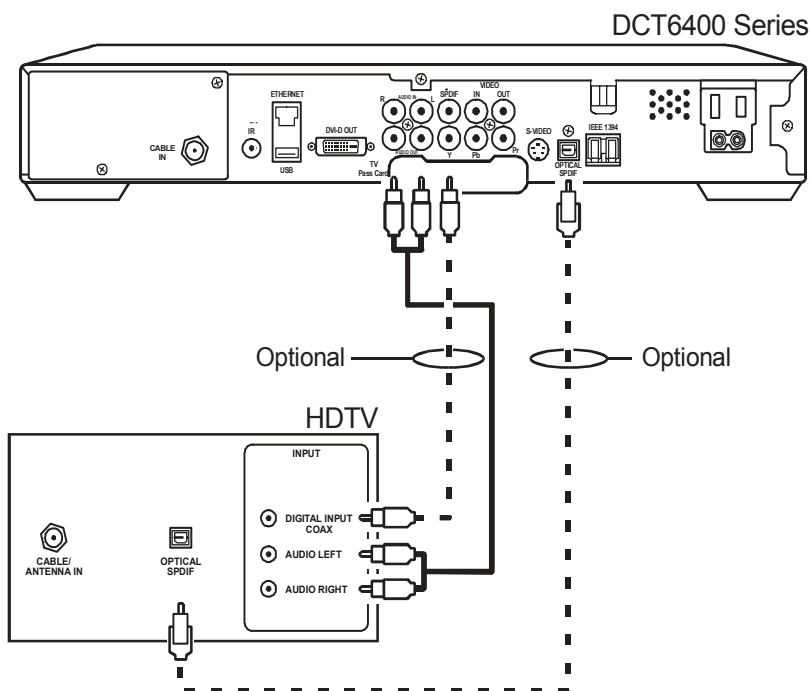 DCT6400 Series
ETHERNET
R
AUDIO IN
L
SPDIF
VIDEO
IN
OUT
CABLE
IN
IR
DVI-D OUT
USB
AUDIO OUT
TV
Pass Card
Y
Pb
Pr
S-VIDEO
OPTICAL
SPDIF
IEEE 1394
Optional
Optional
HDTV
INPUT
DIGITAL INPUT
COAX
AUDIO LEFT
AUDIO RIGHT
CABLE/
ANTENNA IN
OPTICAL
SPDIF